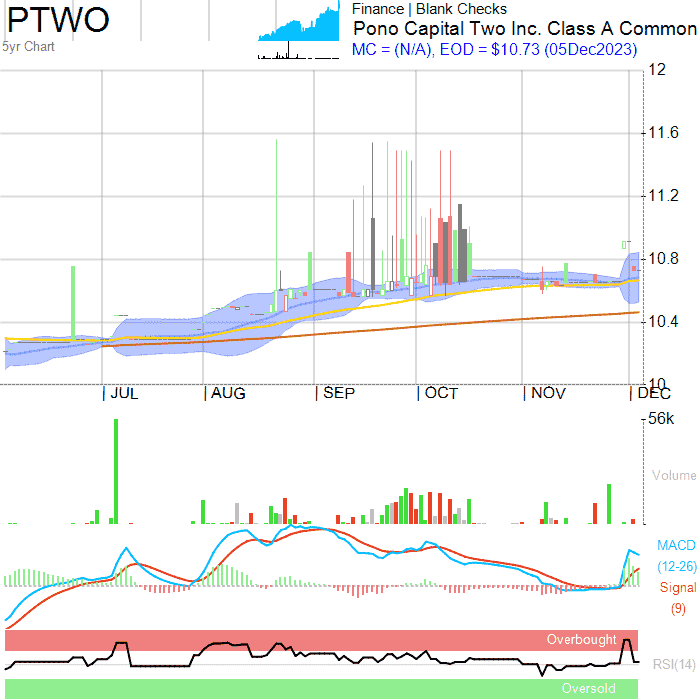 PTWO
Finance | Blank Checks
Pono Capital Two Inc. Class A Common
5yr Chart
MC = (N/A), EOD = $10.73 (05Dec2023)
12
11.6
11.2
10.8
10.4
10
| JUL | AUG | SEP | OCT | NOV | DEC
56k
Volume
MACD
(12-26)
Signal
(9)
Overbought
RSI(14)
Oversold